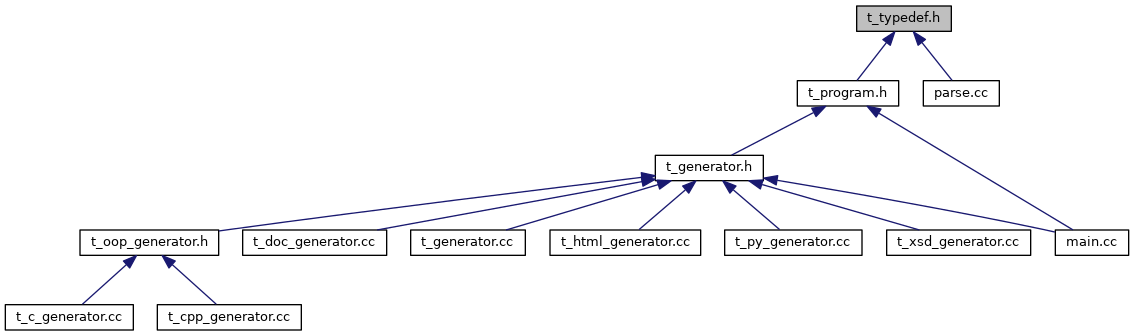 t_typedef.h
t_program.h
parse.cc
t_generator.h
t_oop_generator.h
t_doc_generator.cc
t_generator.cc
t_html_generator.cc
t_py_generator.cc
t_xsd_generator.cc
main.cc
t_c_generator.cc
t_cpp_generator.cc